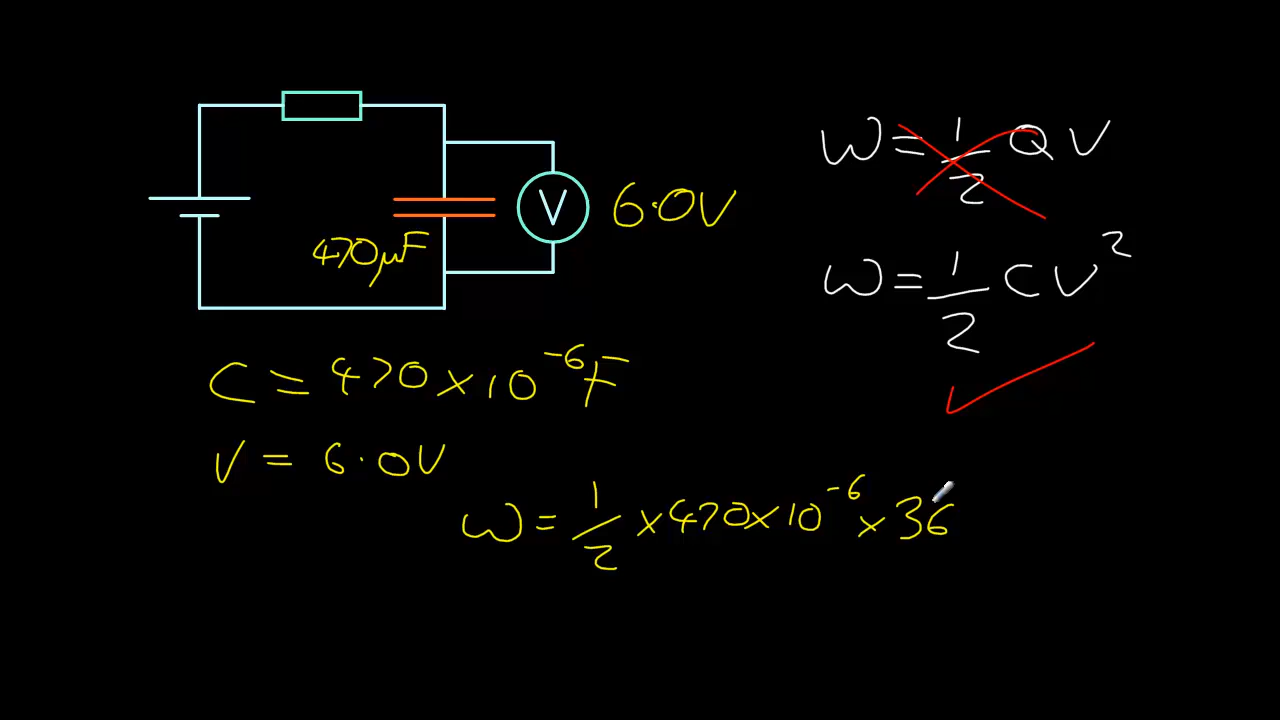 V
6.0V
470μF
W = 1/2 QV
W = 1/2 CV²
C = 470 × 10⁻⁶ F
V = 6.0V
W = 1/2 × 470 × 10⁻⁶ × 36